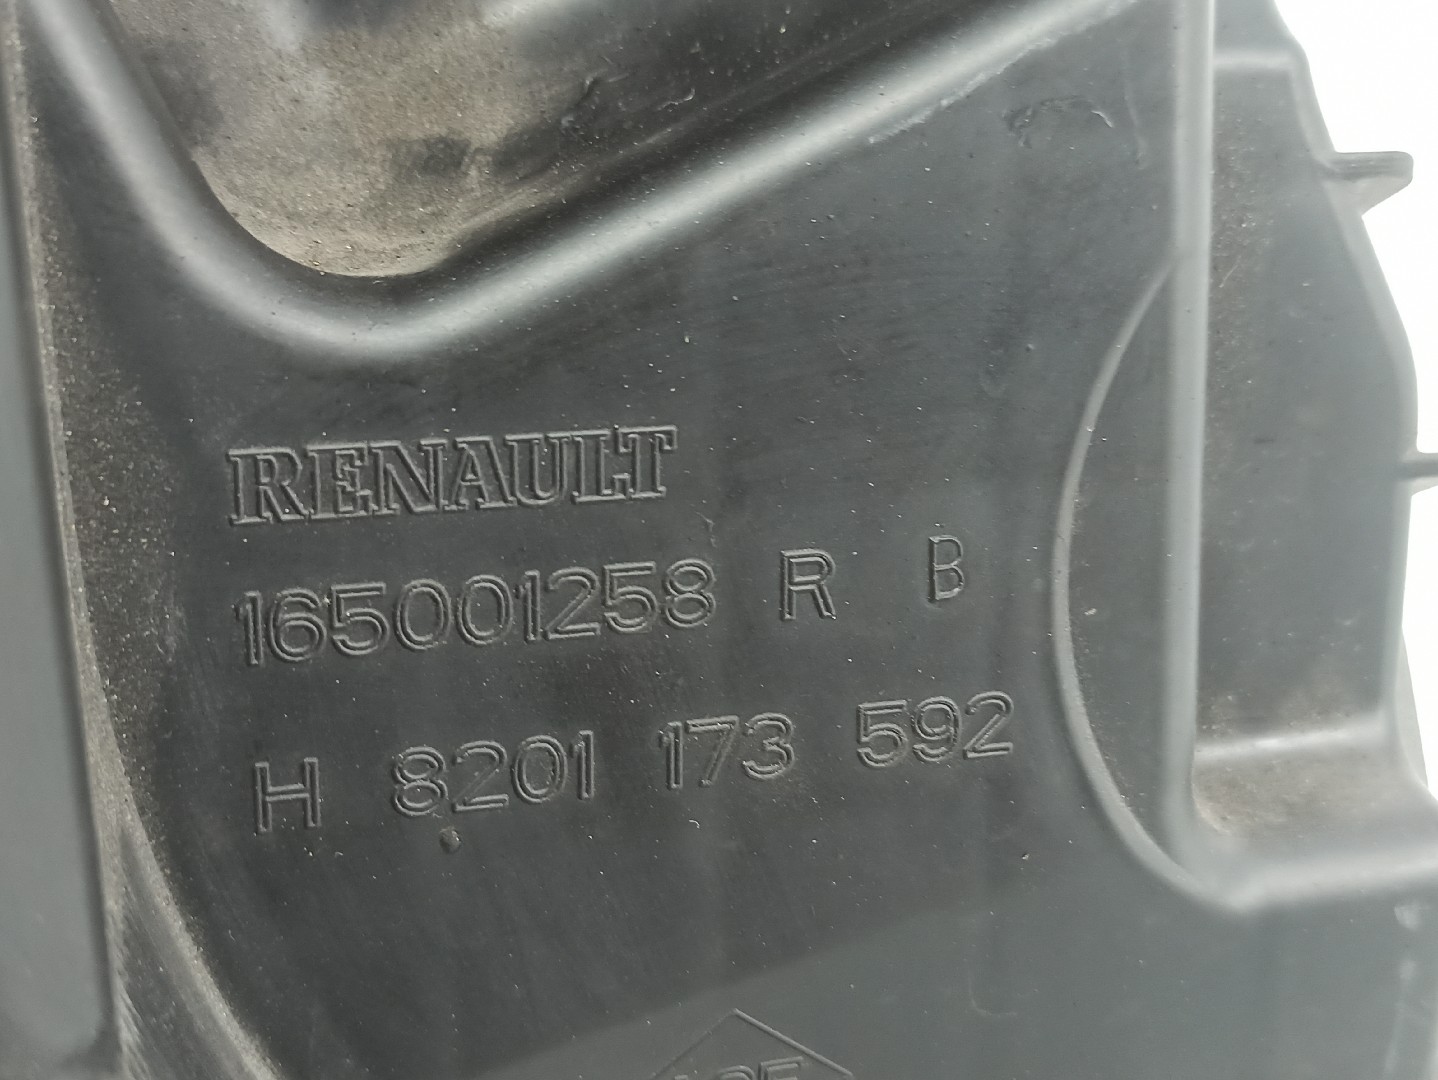 RENAULT
165001258 R B
H 8201 173 592